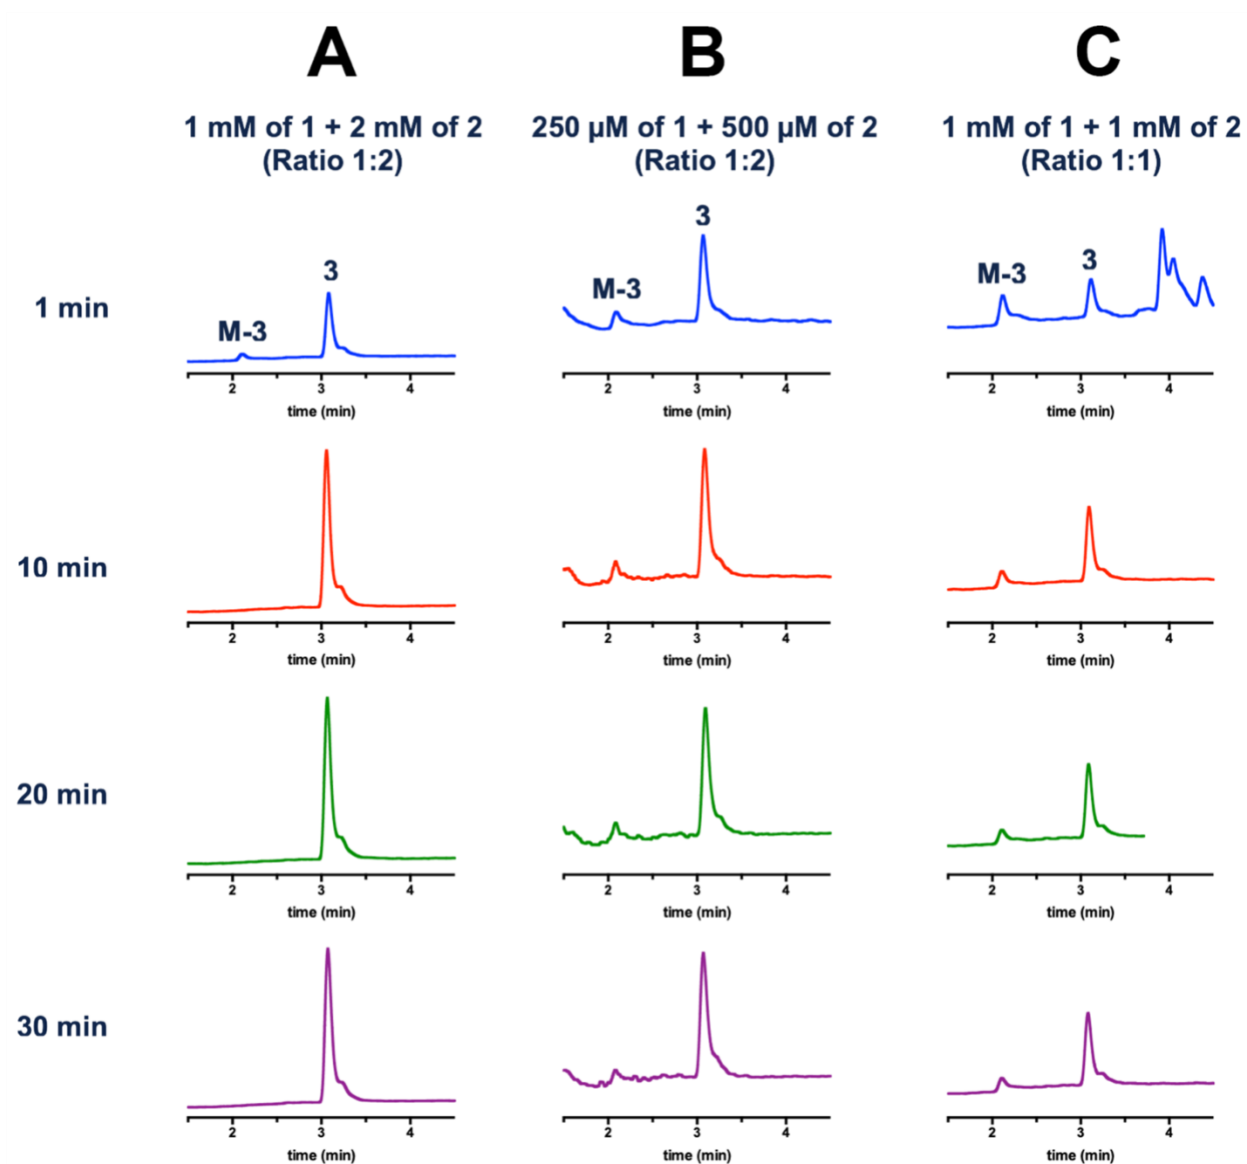 A B C
1 mM of 1 + 2 mM of 2 250 µM of 1 + 500 µM of 2 1 mM of 1 + 1 mM of 2
(Ratio 1:2) (Ratio 1:2) (Ratio 1:1)
1 min
M-3 3 M-3 3 M-3 3
2 3 4 2 3 4 2 3 4
time (min) time (min) time (min)
10 min
2 3 4 2 3 4 2 3 4
time (min) time (min) time (min)
20 min
2 3 4 2 3 4 2 3 4
time (min) time (min) time (min)
30 min
2 3 4 2 3 4 2 3 4
time (min) time (min) time (min)